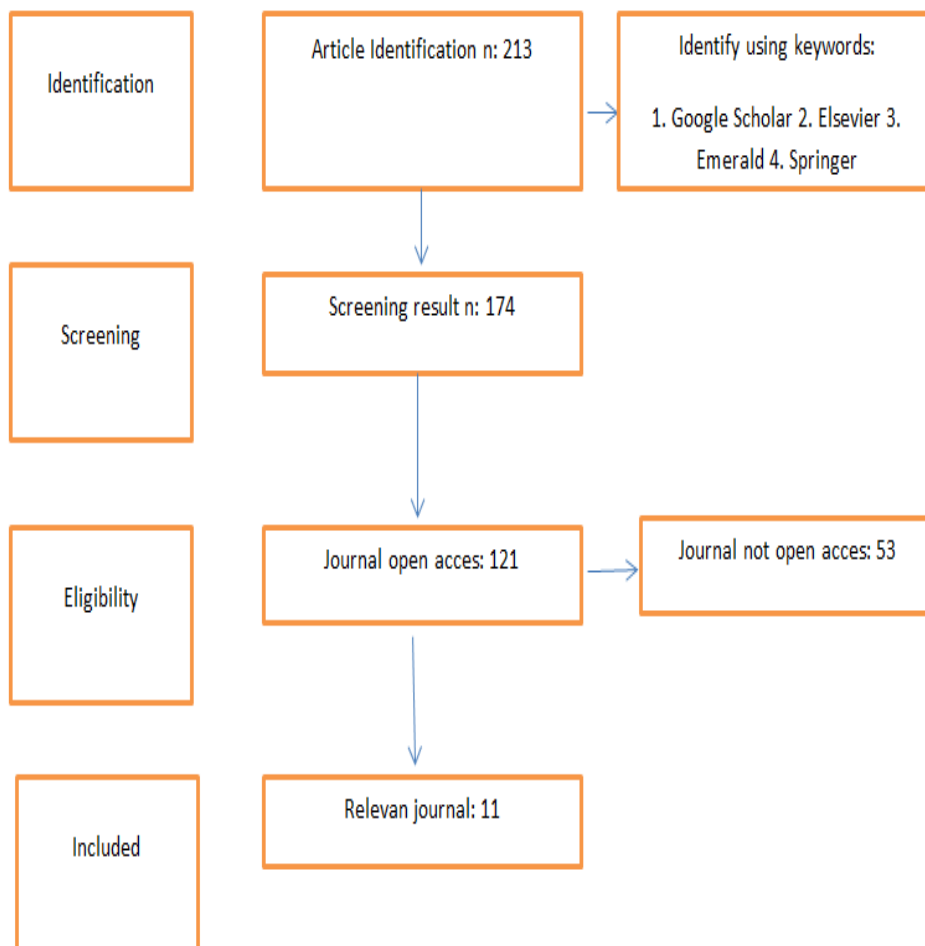 Identification
Article Identification n: 213
Identify using keywords:
1. Google Scholar 2. Elsevier 3.
Emerald 4. Springer
Screening
Screening result n: 174
Eligibility
Journal open acces: 121
Journal not open acces: 53
Included
Relevan journal: 11